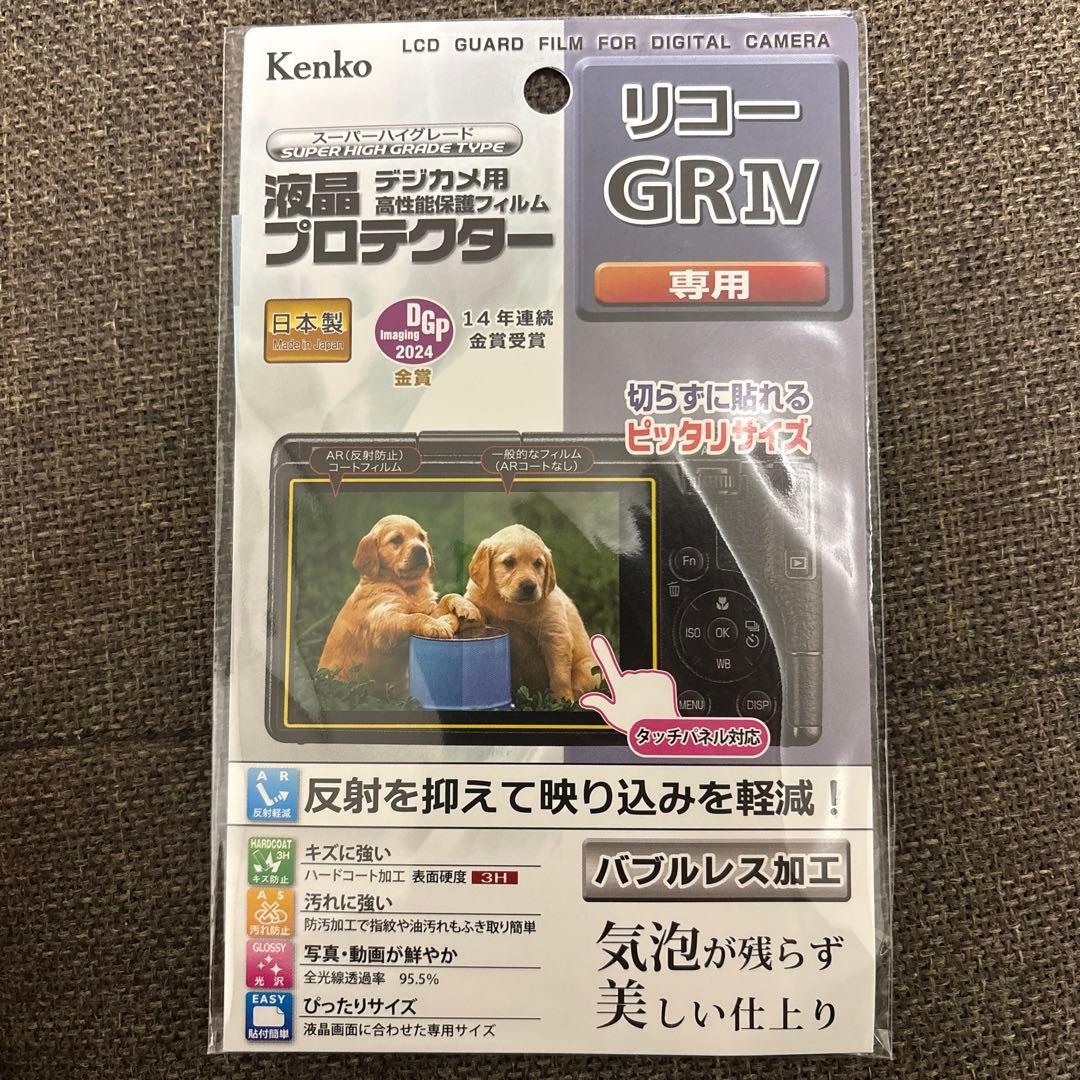 LCD GUARD FILM FOR DIGITAL CAMERA
Kenko
スーパーハイグレード
SUPER HIGH GRADE TYPE
液晶 デジカメ用
高性能保護フィルム
プロテクター
リコー
GRⅣ
専用
日本製
Made in Japan
DGP
Imaging
2024
金賞
14年連続
金賞受賞
切らずに貼れる
ピッタリサイズ
AR(反射防止)
コートフィルム
一般的なフィルム
(ARコートなし)
Fn
ISO OK
WB
MENU DISP
タッチパネル対応
AR
反射軽減
反射を抑えて映り込みを軽減!
HARDCOAT
3H
キズ防止
キズに強い
ハードコート加工 表面硬度 3H
AS
汚れ防止
汚れに強い
防汚加工で指紋や油汚れもふき取り簡単
GLOSSY
光沢
写真・動画が鮮やか
全光線透過率 95.5%
EASY
貼付簡単
ぴったりサイズ
液晶画面に合わせた専用サイズ
バブルレス加工
気泡が残らず
美しい仕上り